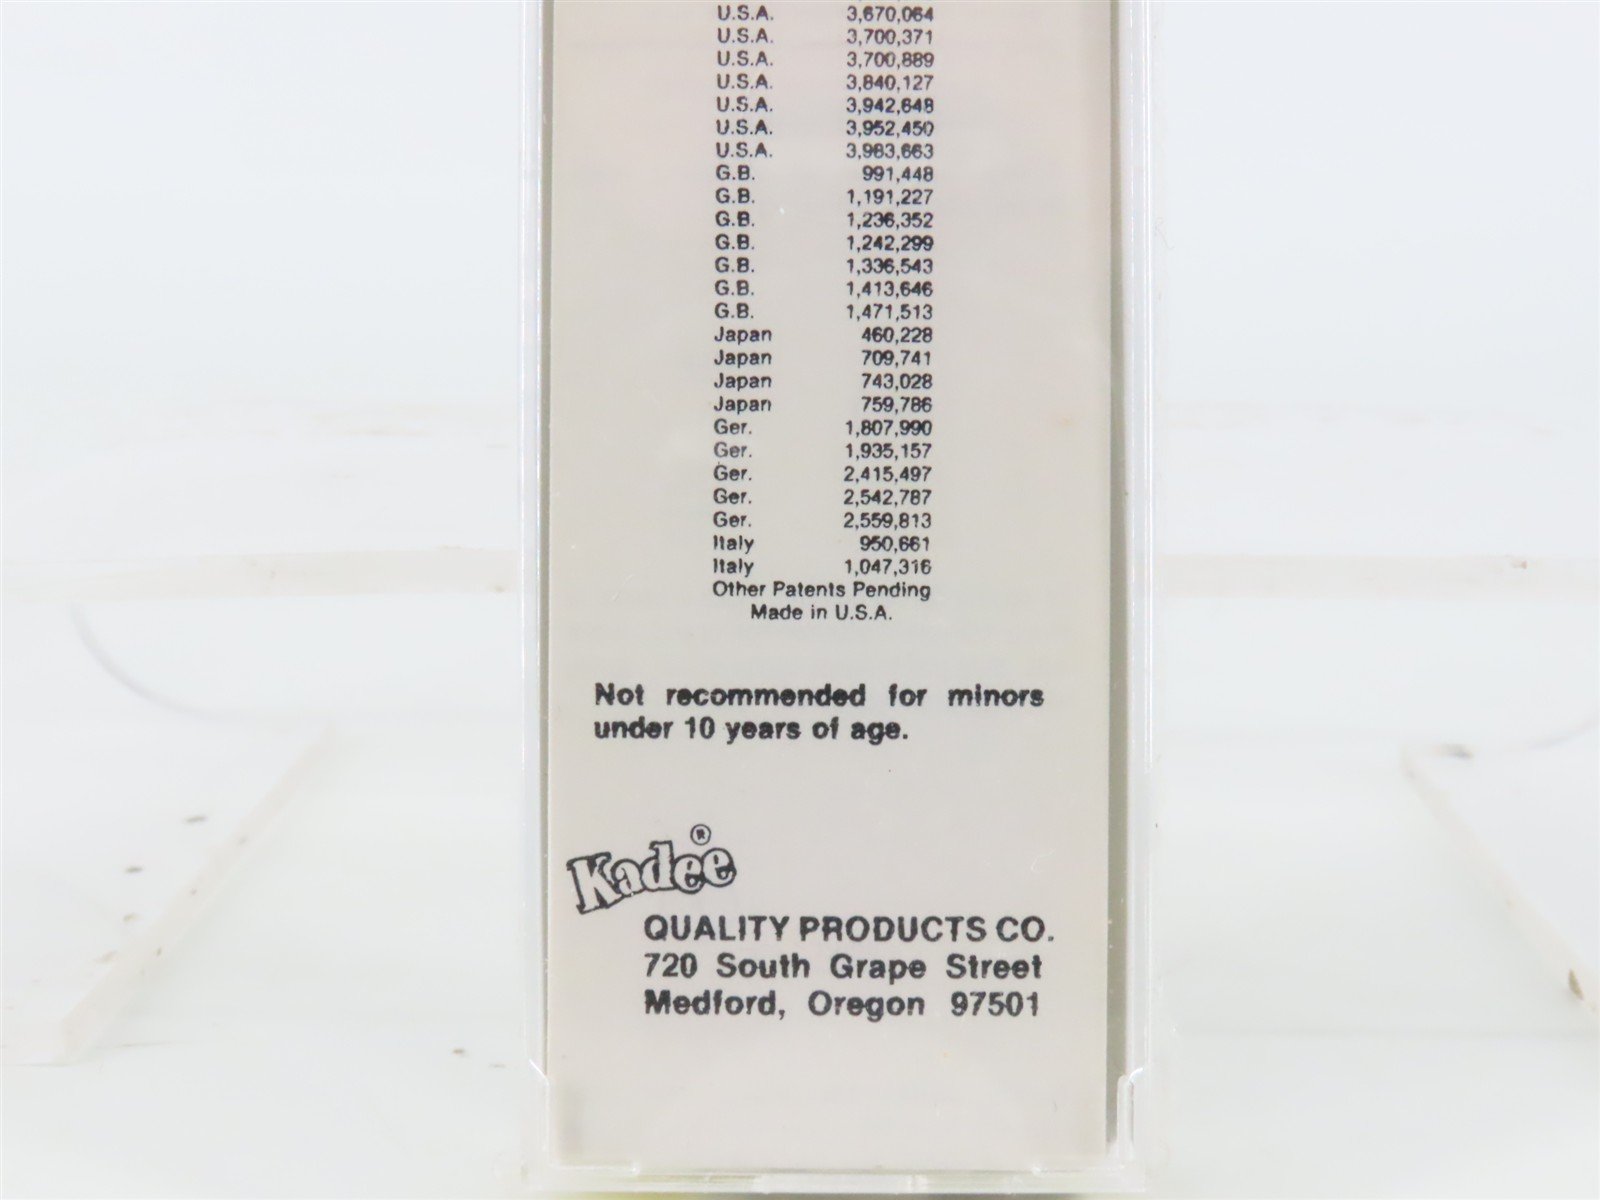 U.S.A. 3,670,064
U.S.A. 3,700,371
U.S.A. 3,700,889
U.S.A. 3,840,127
U.S.A. 3,942,648
U.S.A. 3,952,450
U.S.A. 3,983,663
G.B. 991,448
G.B. 1,191,227
G.B. 1,236,352
G.B. 1,242,299
G.B. 1,336,543
G.B. 1,413,646
G.B. 1,471,513
Japan 460,228
Japan 709,741
Japan 743,028
Japan 759,786
Ger. 1,807,990
Ger. 1,935,157
Ger. 2,415,497
Ger. 2,542,787
Ger. 2,559,813
Italy 950,661
Italy 1,047,316
Other Patents Pending
Made in U.S.A.
Not recommended for minors
under 10 years of age.
Kadee®
QUALITY PRODUCTS CO.
720 South Grape Street
Medford, Oregon 97501